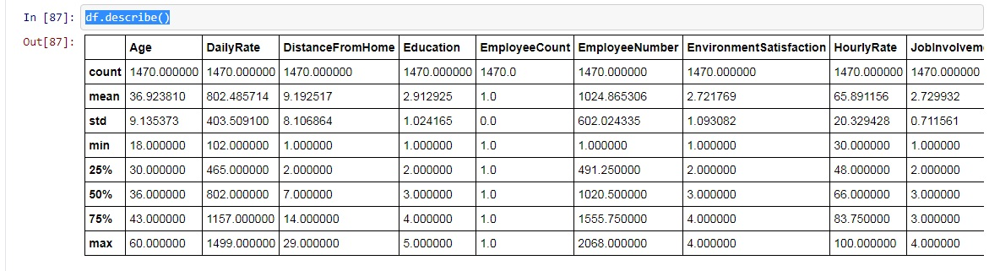 In [87]: df.describe()
Out[87]:
Age DailyRate DistanceFromHome Education EmployeeCount EmployeeNumber EnvironmentSatisfaction HourlyRate JobInvolvem
count 1470.000000 1470.000000 1470.000000 1470.000000 1470.0 1470.000000 1470.000000 1470.000000 1470.000000
mean 36.923810 802.485714 9.192517 2.912925 1.0 1024.865306 2.721769 65.891156 2.729932
std 9.135373 403.509100 8.106864 1.024165 0.0 602.024335 1.093082 20.329428 0.711561
min 18.000000 102.000000 1.000000 1.000000 1.0 1.000000 1.000000 30.000000 1.000000
25% 30.000000 465.000000 2.000000 2.000000 1.0 491.250000 2.000000 48.000000 2.000000
50% 36.000000 802.000000 7.000000 3.000000 1.0 1020.500000 3.000000 66.000000 3.000000
75% 43.000000 1157.000000 14.000000 4.000000 1.0 1555.750000 4.000000 83.750000 3.000000
max 60.000000 1499.000000 29.000000 5.000000 1.0 2068.000000 4.000000 100.000000 4.000000